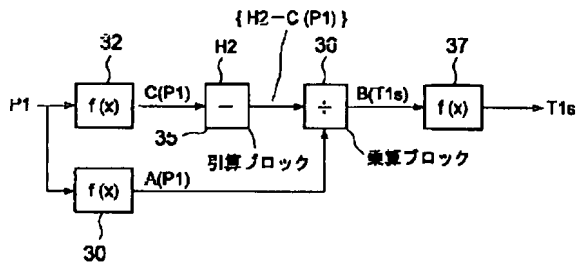 { H2-C(P1) }
32
H2
36
37
P1
f(x)
C(P1)
−
÷
B(T1s)
f(x)
T1s
35
引算ブロック
乗算ブロック
f(x)
A(P1)
30